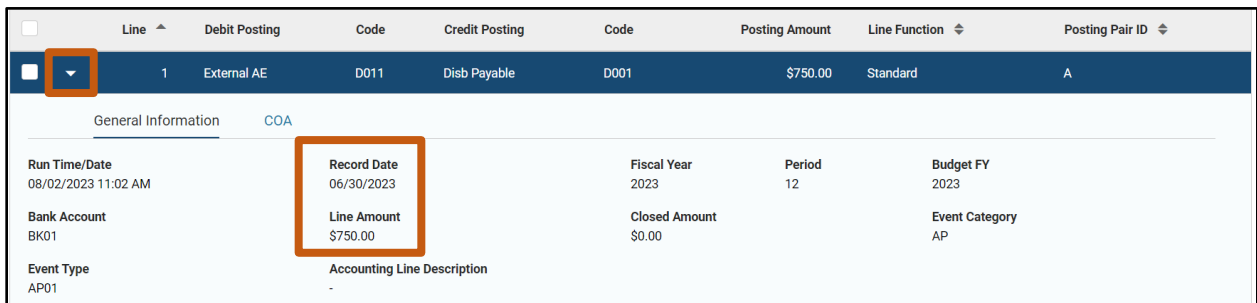 Line Debit Posting Code Credit Posting Code Posting Amount Line Function Posting Pair ID
1 External AE D011 Disb Payable D001 $750.00 Standard A
General Information COA
Run Time/Date Record Date Fiscal Year Period Budget FY
08/02/2023 11:02 AM 06/30/2023 2023 12 2023
Bank Account Line Amount Closed Amount Event Category
BK01 $750.00 $0.00 AP
Event Type Accounting Line Description
AP01 -